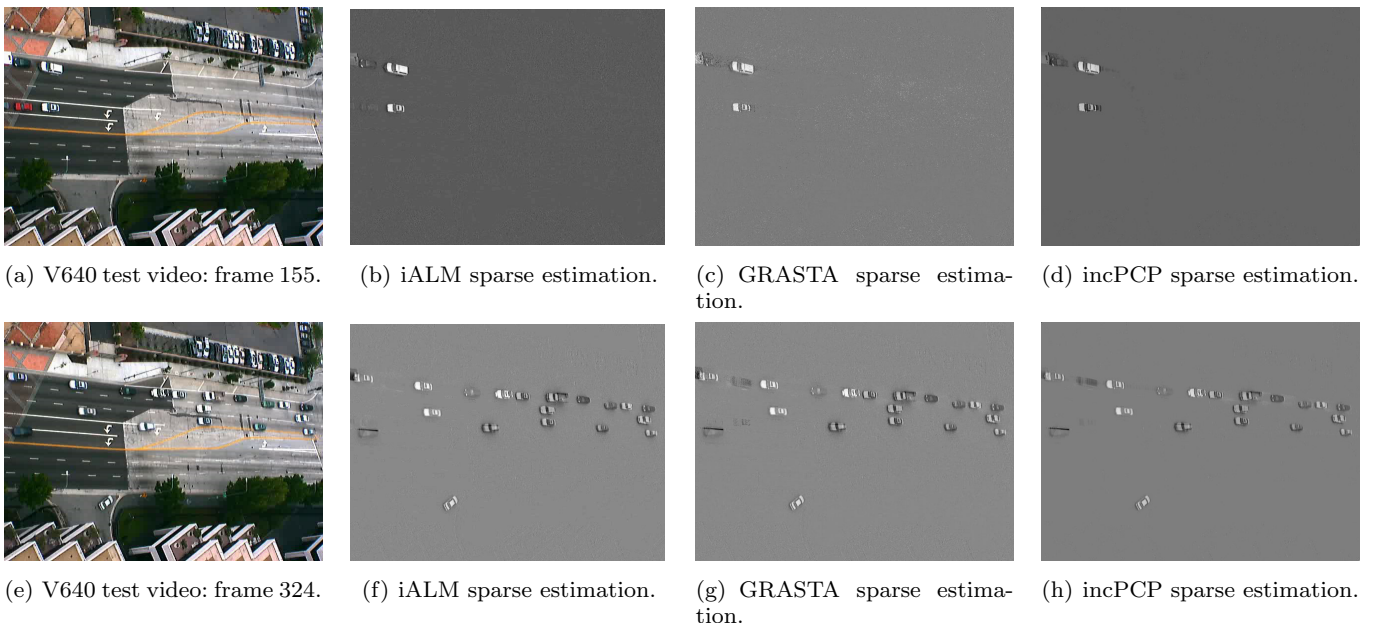 (a) V640 test video: frame 155.
(b) iALM sparse estimation.
(c) GRASTA sparse estima-
tion.
(d) incPCP sparse estimation.
(e) V640 test video: frame 324.
(f) iALM sparse estimation.
(g) GRASTA sparse estima-
tion.
(h) incPCP sparse estimation.